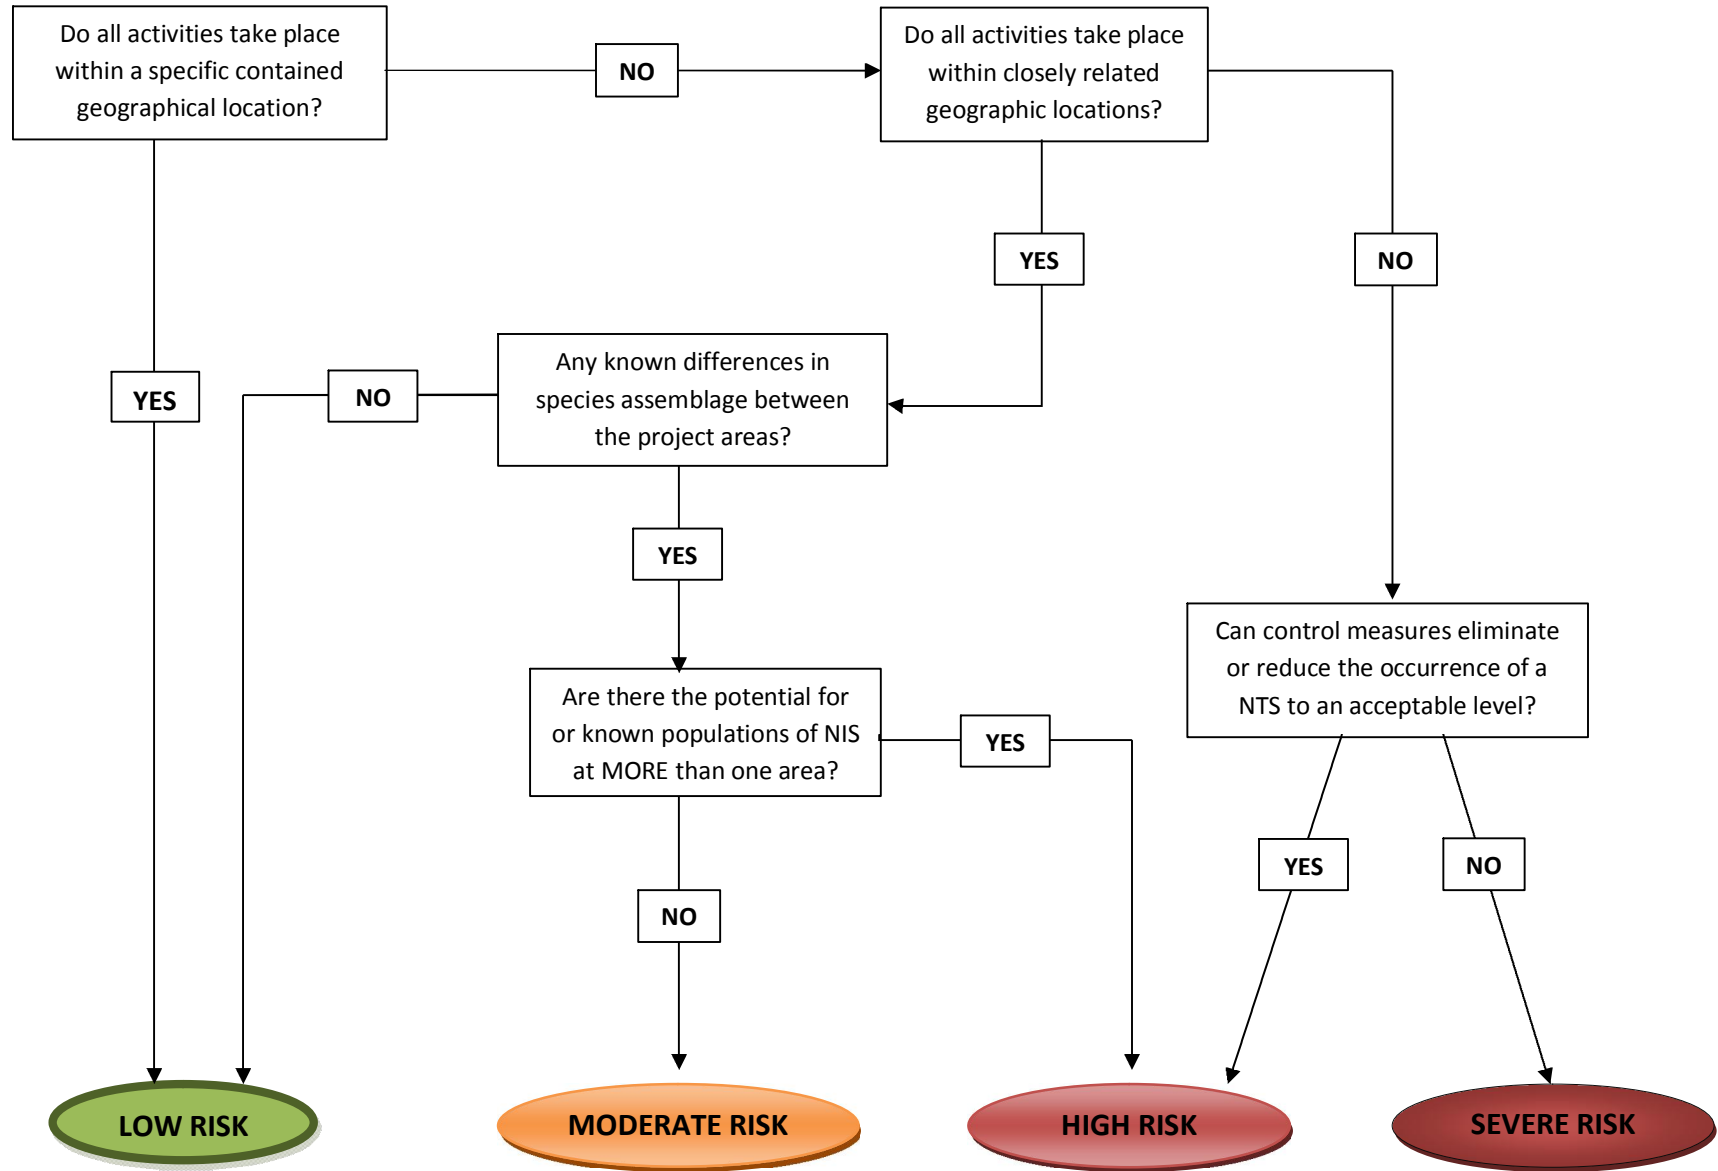 Do all activities take place
within a specific contained
geographical location?
NO
Do all activities take place
within closely related
geographic locations?
YES
NO
Any known differences in
species assemblage between
the project areas?
YES
NO
YES
Can control measures eliminate
or reduce the occurrence of a
NTS to an acceptable level?
Are there the potential for
or known populations of NIS
at MORE than one area?
YES
YES
NO
NO
LOW RISK
MODERATE RISK
HIGH RISK
SEVERE RISK